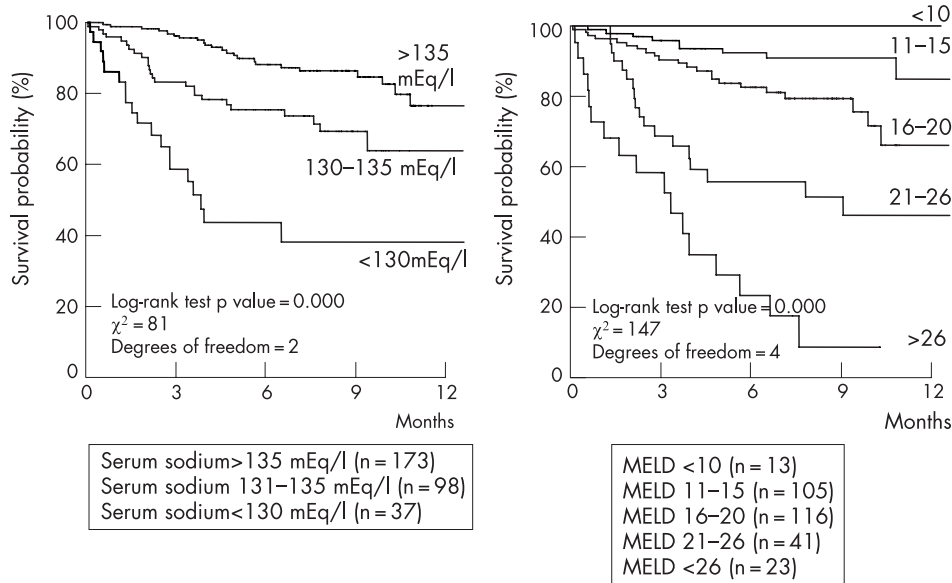 100
80
60
40
20
0
Survival probability (%)
>135
mEq/l
130–135 mEq/l
<130mEq/l
Log-rank test p value = 0.000
χ² = 81
Degrees of freedom = 2
0 3 6 9 12
Months
Serum sodium>135 mEq/l (n = 173)
Serum sodium 131–135 mEq/l (n = 98)
Serum sodium<130 mEq/l (n = 37)
100
80
60
40
20
0
Survival probability (%)
<10
11–15
16–20
21–26
>26
Log-rank test p value = 0.000
χ² = 147
Degrees of freedom = 4
0 3 6 9 12
Months
MELD <10 (n = 13)
MELD 11–15 (n = 105)
MELD 16–20 (n = 116)
MELD 21–26 (n = 41)
MELD <26 (n = 23)